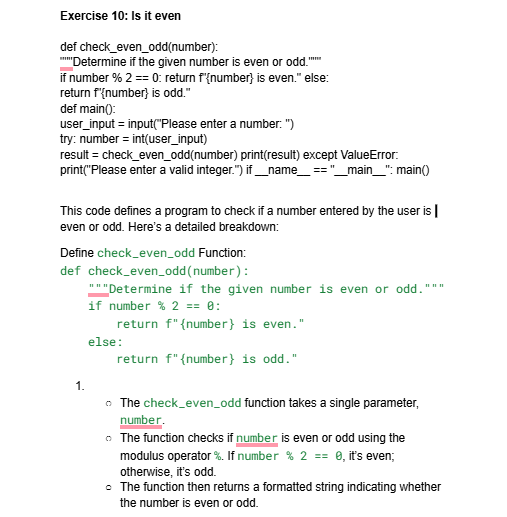 Exercise 10: Is it even
def check_even_odd(number):
"""Determine if the given number is even or odd."""
if number % 2 == 0: return f"{number} is even." else:
return f"{number} is odd."
def main():
user_input = input("Please enter a number: ")
try: number = int(user_input)
result = check_even_odd(number) print(result) except ValueError:
print("Please enter a valid integer.") if __name__ == "__main__": main()
This code defines a program to check if a number entered by the user is
even or odd. Here's a detailed breakdown:
Define check_even_odd Function:
def check_even_odd(number):
"""Determine if the given number is even or odd."""
if number % 2 == 0:
return f"{number} is even."
else:
return f"{number} is odd."
1.
○ The check_even_odd function takes a single parameter,
number.
○ The function checks if number is even or odd using the
modulus operator %. If number % 2 == 0, it's even;
otherwise, it's odd.
○ The function then returns a formatted string indicating whether
the number is even or odd.